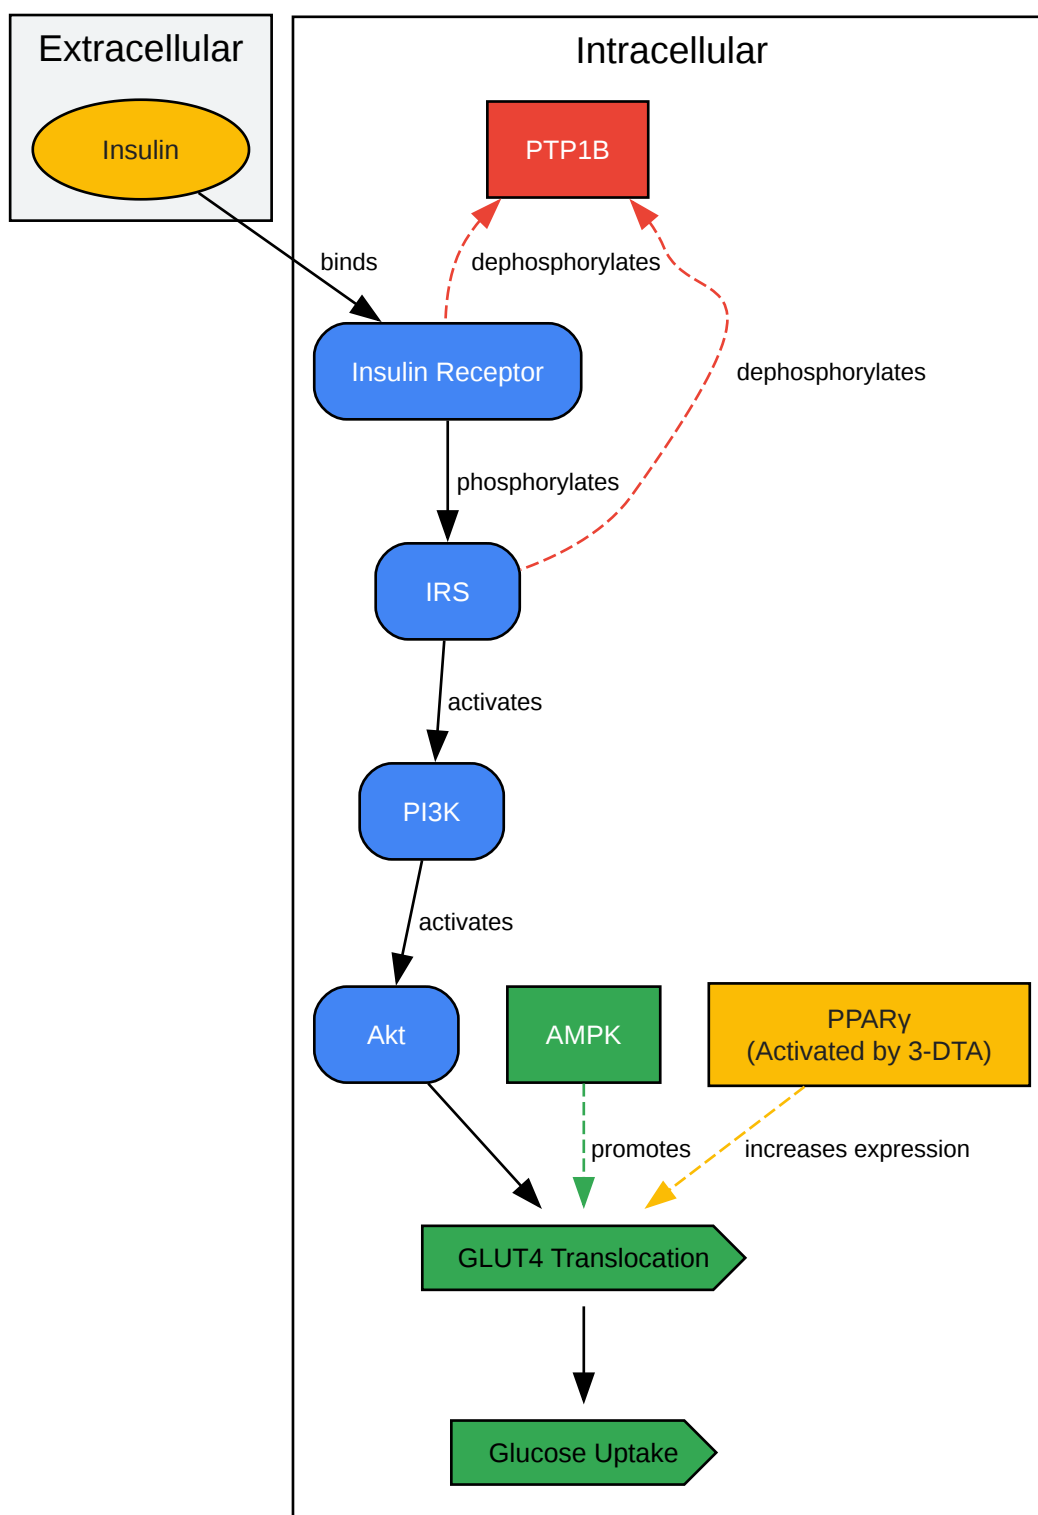 Extracellular
Intracellular
Insulin
PTP1B
binds
dephosphorylates
Insulin Receptor
dephosphorylates
phosphorylates
IRS
activates
PI3K
activates
Akt
AMPK
PPARγ
(Activated by 3-DTA)
promotes
increases expression
GLUT4 Translocation
Glucose Uptake